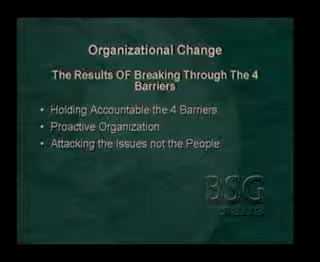 Organizational Change
The Results OF Breaking Through The 4
Barriers
• Holding Accountable the 4 Barriers
• Proactive Organization
• Attacking the Issues not the People
BSG